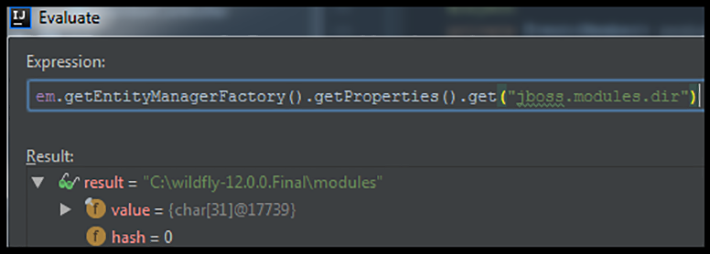 IJ Evaluate
Expression:
em.getEntityManagerFactory().getProperties().get("jboss.modules.dir")
Result:
result = "C:\wildfly-12.0.0.Final\modules"
f value = {char[31]@17739}
f hash = 0